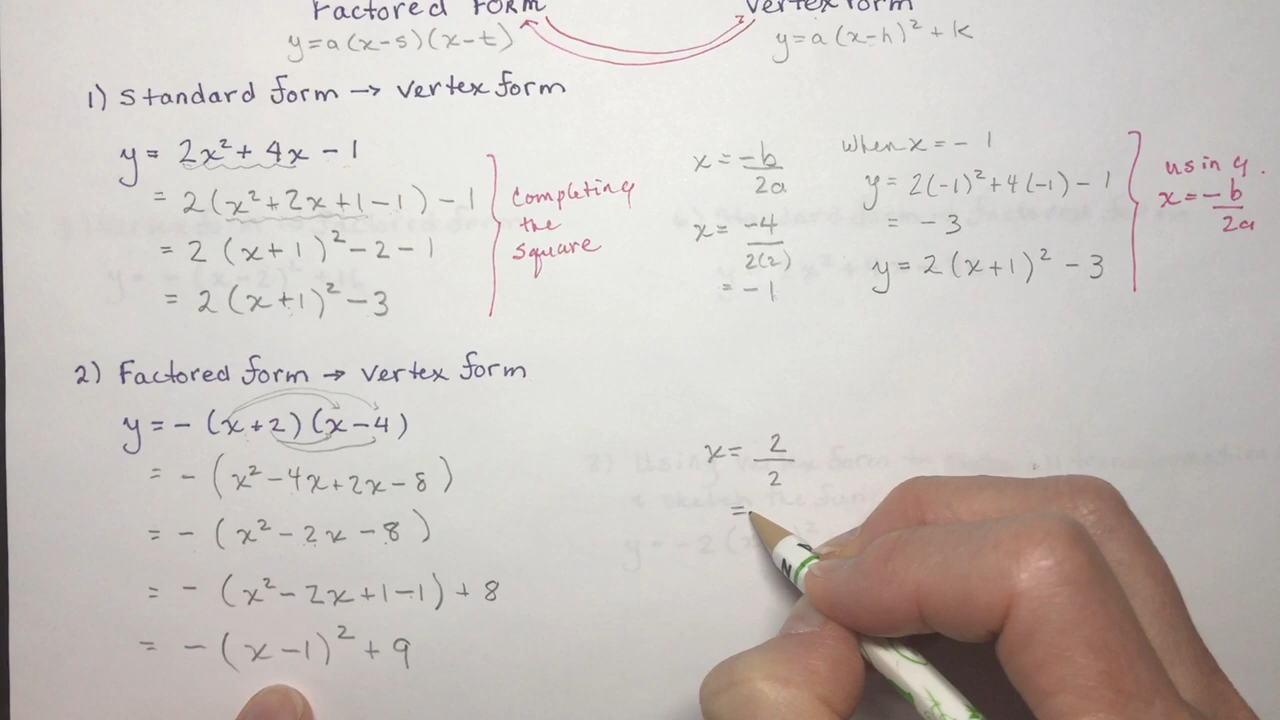 Factored FORM
Vertex form
y=a(x-s)(x-t)
y=a(x-h)²+k
1) Standard form → vertex form
y = 2x²+4x-1
= 2(x²+2x+1-1)-1
= 2(x+1)²-2-1
= 2(x+1)²-3
completing
the
square
x = -b/2a
x = -4/2(2)
= -1
when x = -1
y = 2(-1)²+4(-1)-1
= -3
y = 2(x+1)²-3
using
x = -b/2a
2) Factored form → vertex form
y = -(x+2)(x-4)
= -(x²-4x+2x-8)
= -(x²-2x-8)
= -(x²-2x+1-1)+8
= -(x-1)²+9
x = 2/2
=
N